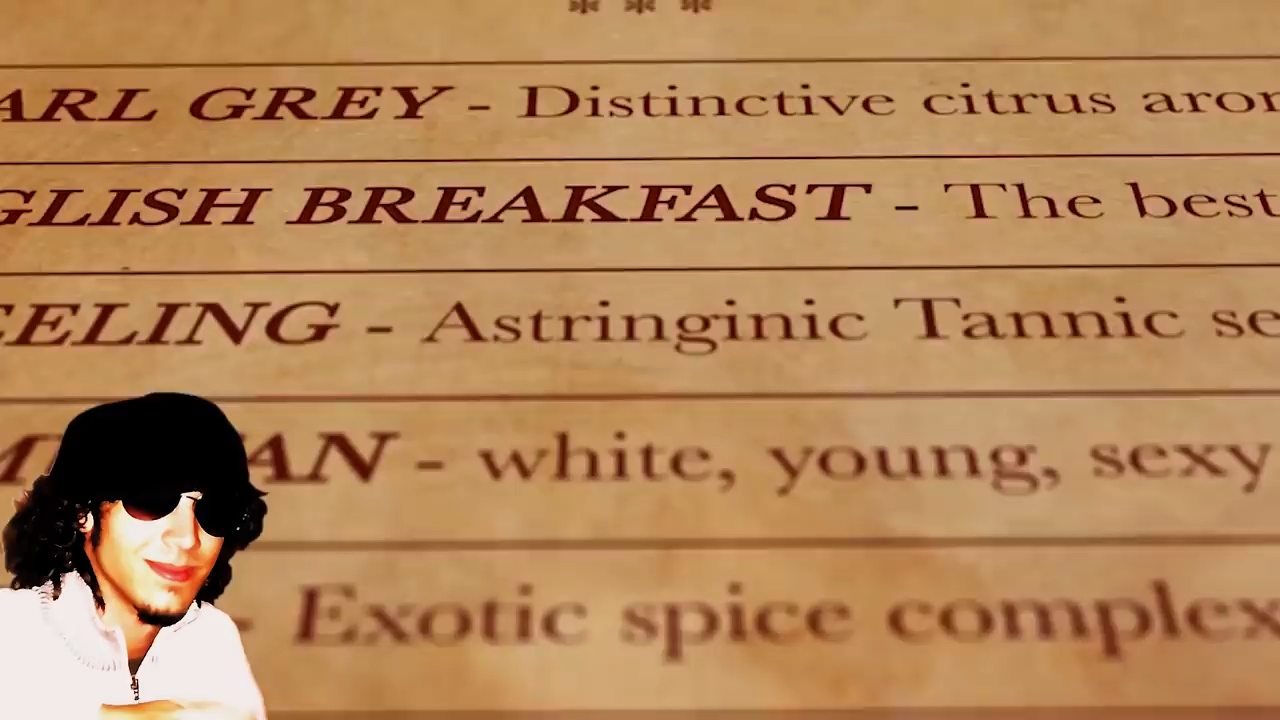 * * *
ARL GREY - Distinctive citrus aron
GLISH BREAKFAST - The best
EELING - Astringinic Tannic se
AN - white, young, sexy
- Exotic spice complex